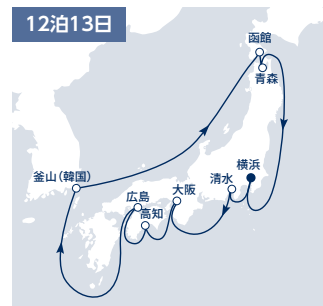 12泊13日
函館
青森
釜山（韓国）
横浜
広島
大阪
清水
高知